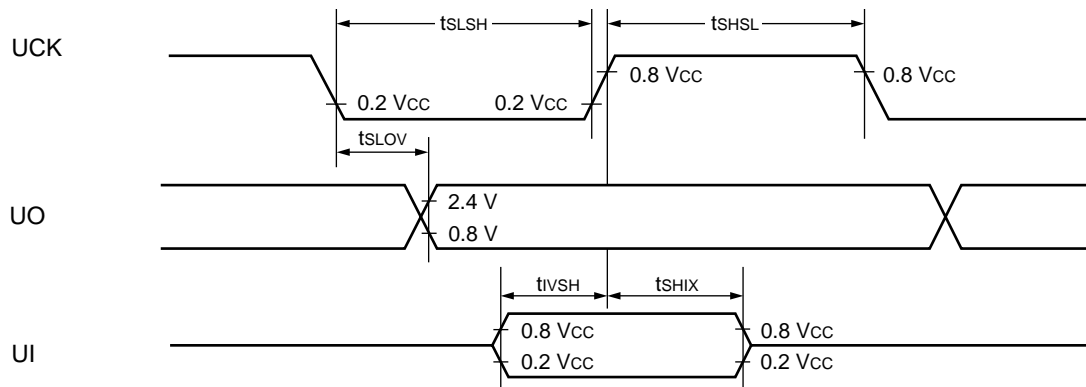 tSLSH tSHSL
UCK
0.8 VCC 0.8 VCC
0.2 VCC 0.2 VCC
tSLOV
UO
2.4 V
0.8 V
tIVSH tSHIX
0.8 VCC 0.8 VCC
UI
0.2 VCC 0.2 VCC